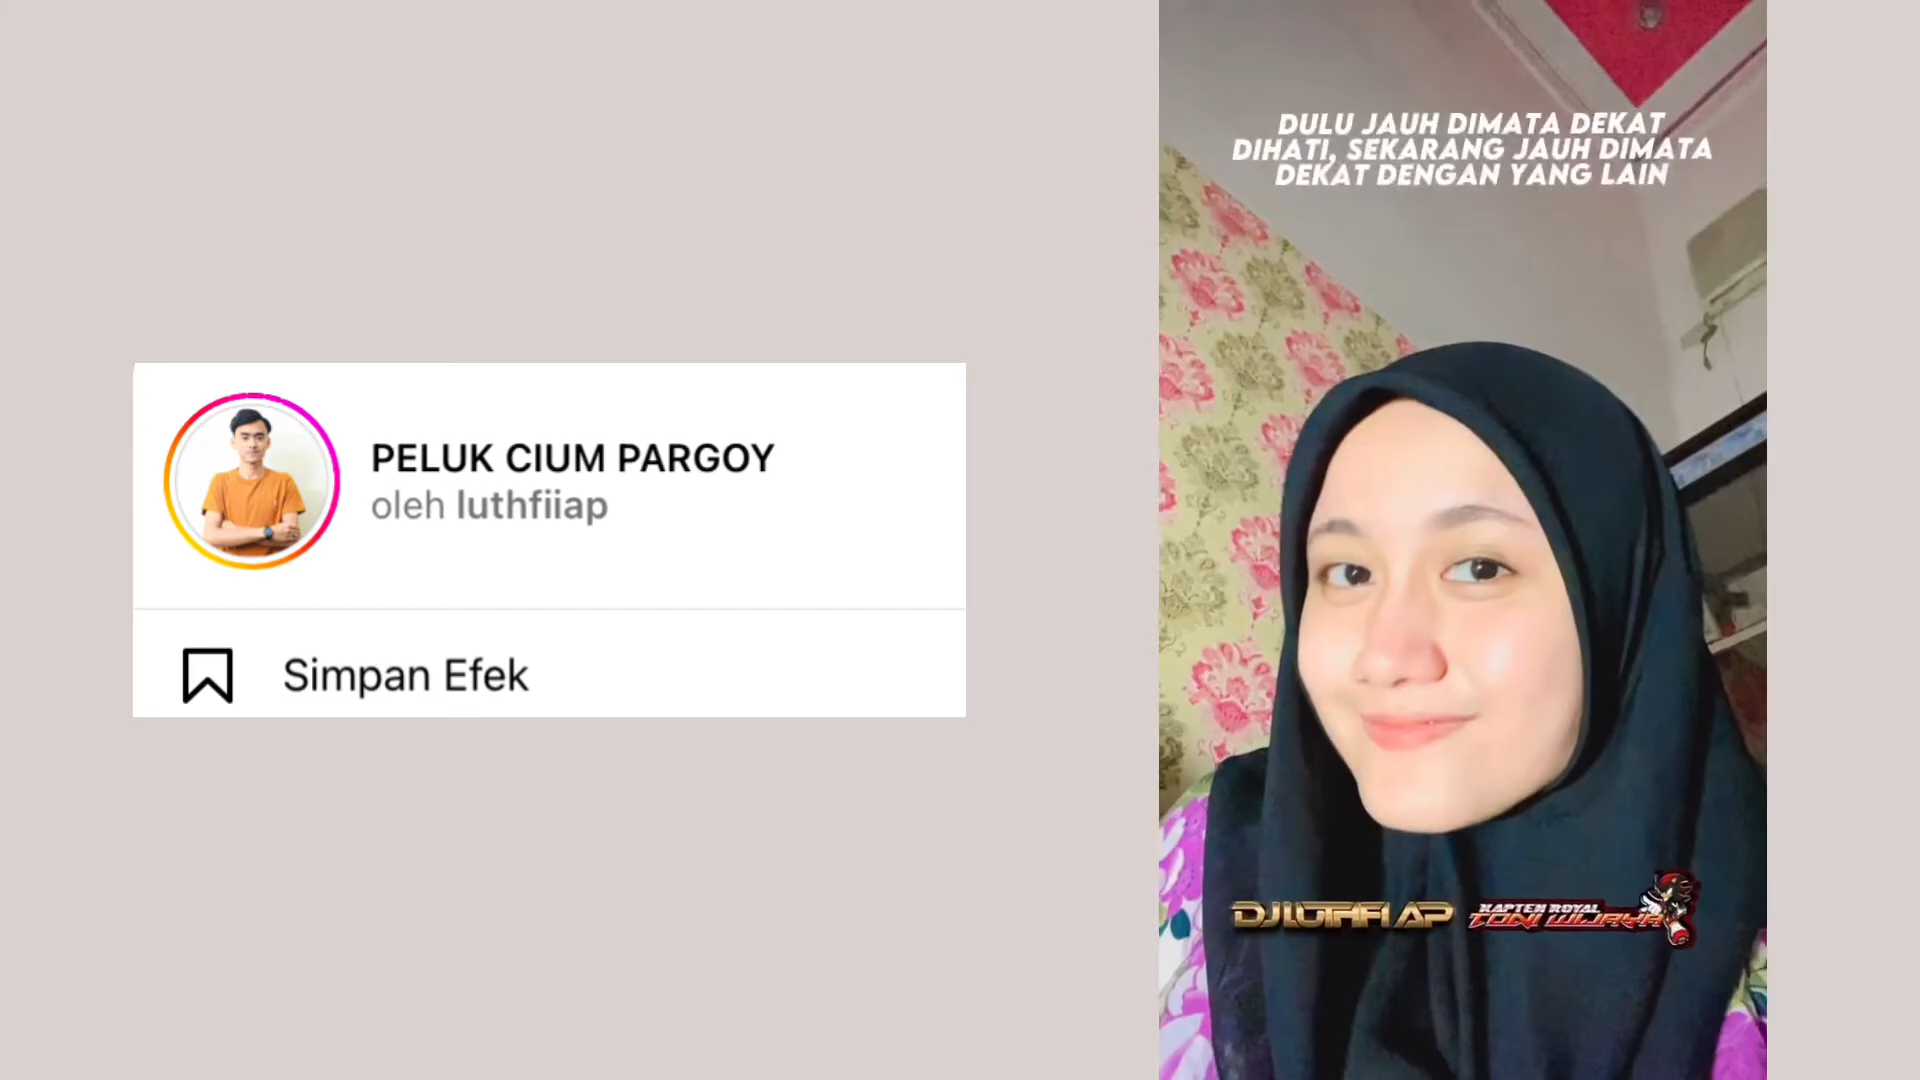 PELUK CIUM PARGOY
oleh luthfiiap
Simpan Efek
DULU JAUH DIMATA DEKAT
DIHATI, SEKARANG JAUH DIMATA
DEKAT DENGAN YANG LAIN
DJ LUTHFI AP
KAPTEN ROYAL
TONI WIJAYA